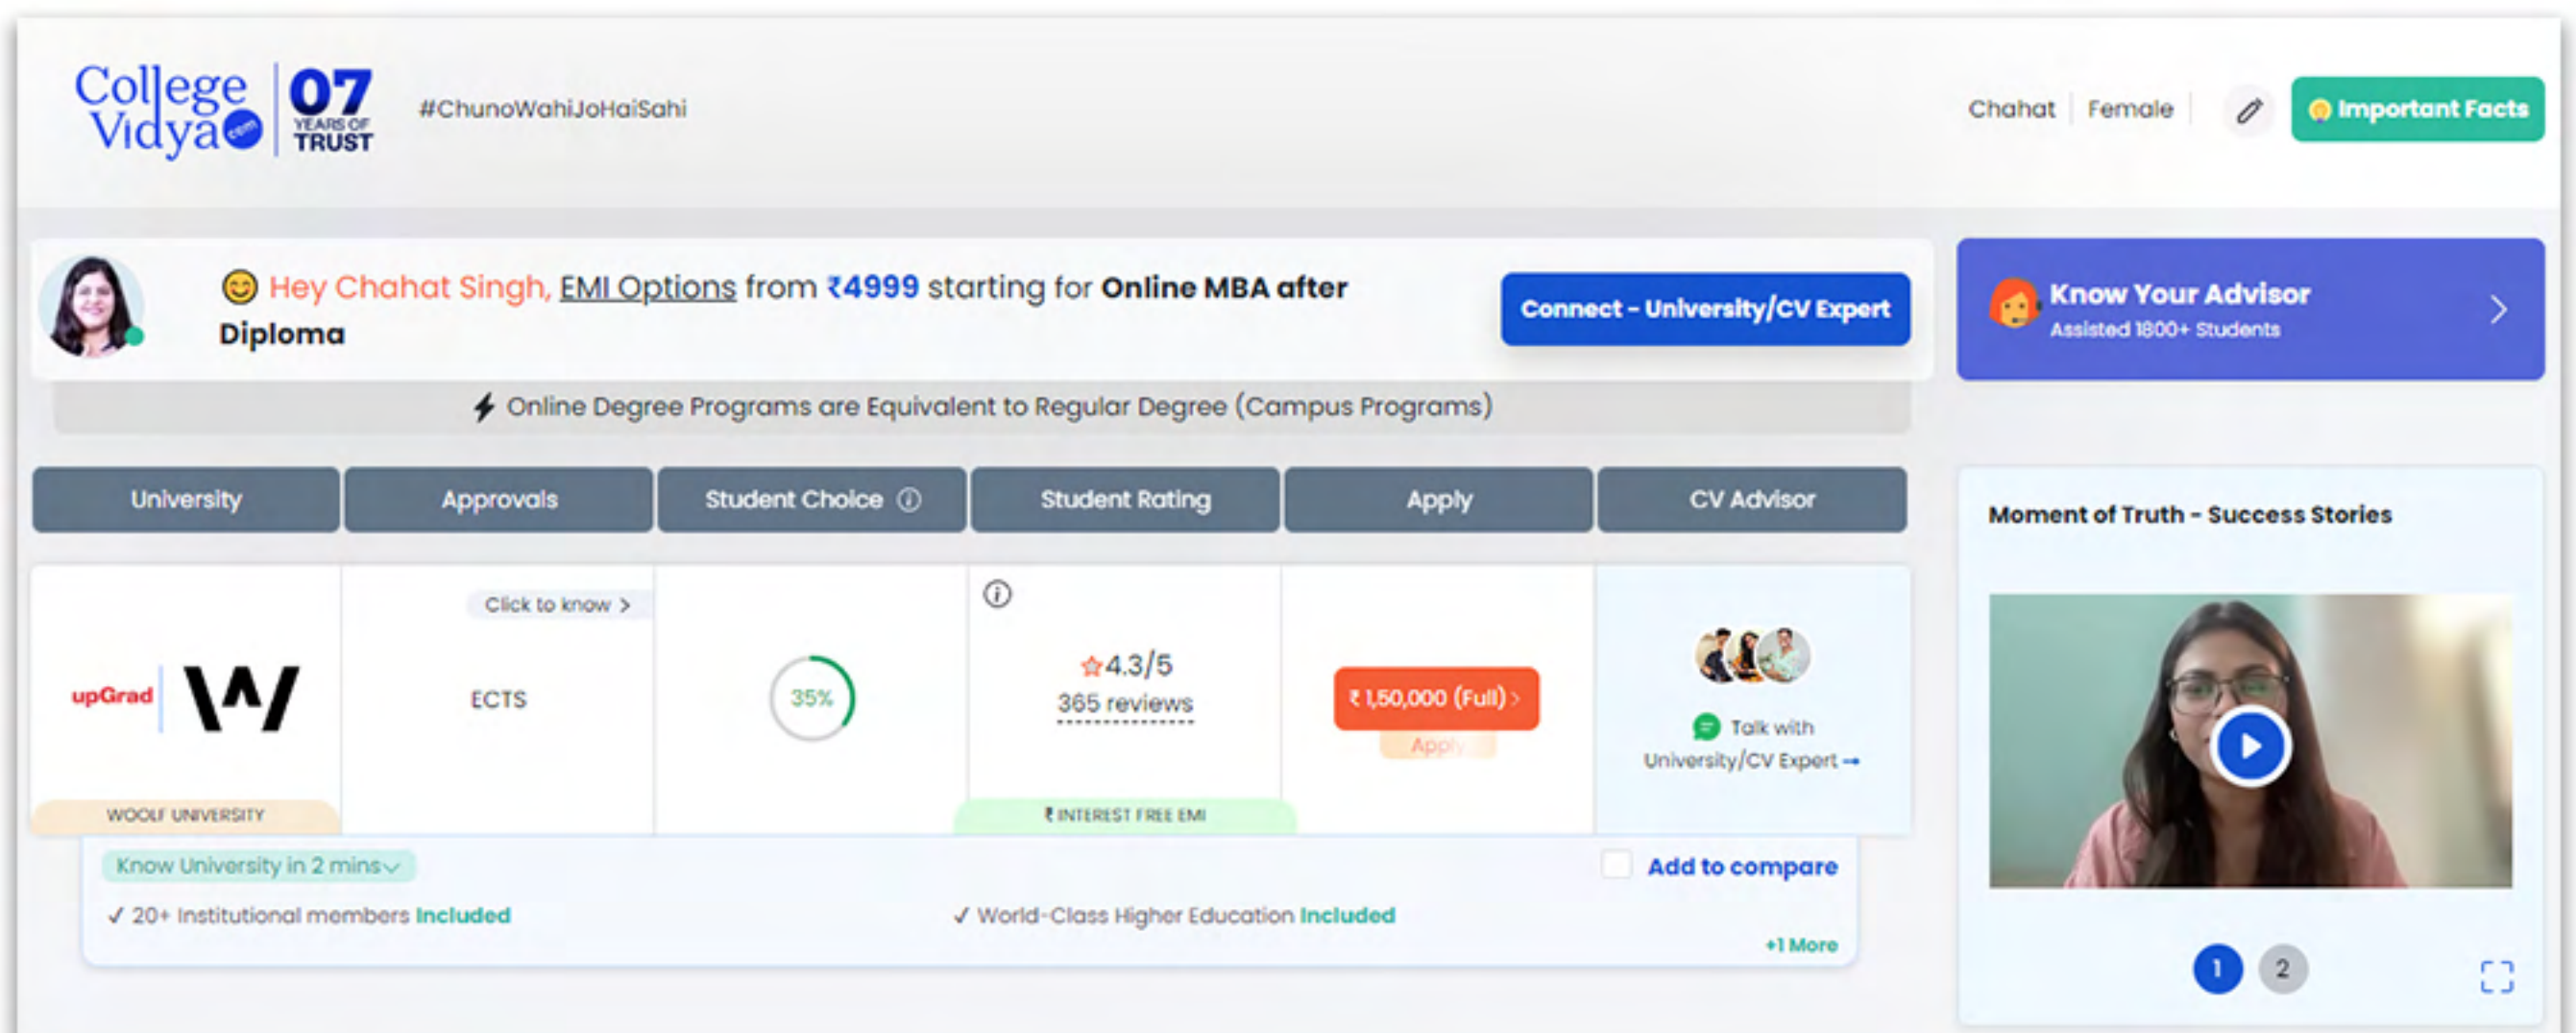 College
Vidya.com
07
YEARS OF
TRUST
#ChunoWahiJoHaiSahi
Chahat
Female
Important Facts
Hey Chahat Singh, EMI Options from ₹4999 starting for Online MBA after
Diploma
Connect - University/CV Expert
Know Your Advisor
Assisted 1800+ Students
Online Degree Programs are Equivalent to Regular Degree (Campus Programs)
University
Approvals
Student Choice
Student Rating
Apply
CV Advisor
Moment of Truth - Success Stories
upGrad
W
WOOLF UNIVERSITY
Click to know >
ECTS
35%
4.3/5
365 reviews
₹ INTEREST FREE EMI
₹ 1,50,000 (Full) >
Apply
Talk with
University/CV Expert →
Know University in 2 mins
Add to compare
✓ 20+ Institutional members Included
✓ World-Class Higher Education Included
+1 More
1
2